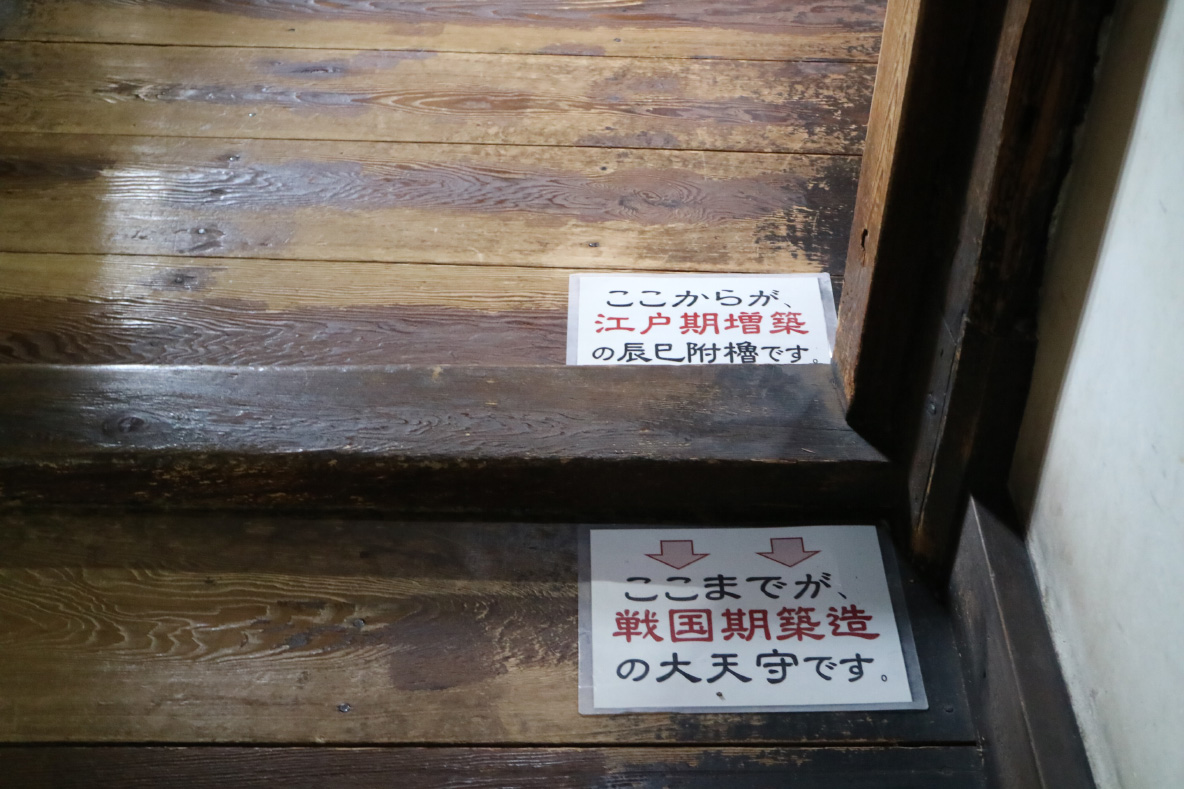 ここからが、
江戸期増築
の辰巳附櫓です。
ここまでが、
戦国期築造
の大天守です。